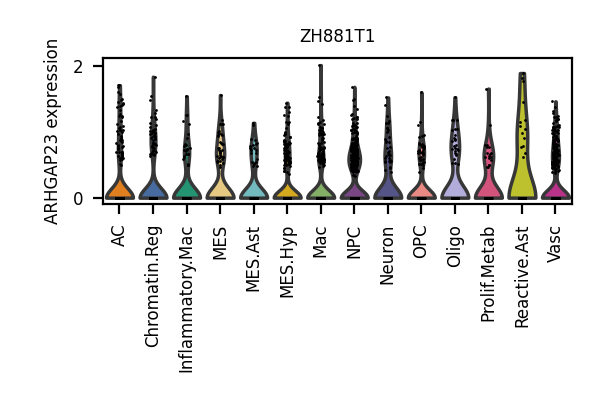 ZH881T1
ARHGAP23 expression
2
0
AC
Chromatin.Reg
Inflammatory.Mac
MES
MES.Ast
MES.Hyp
Mac
NPC
Neuron
OPC
Oligo
Prolif.Metab
Reactive.Ast
Vasc